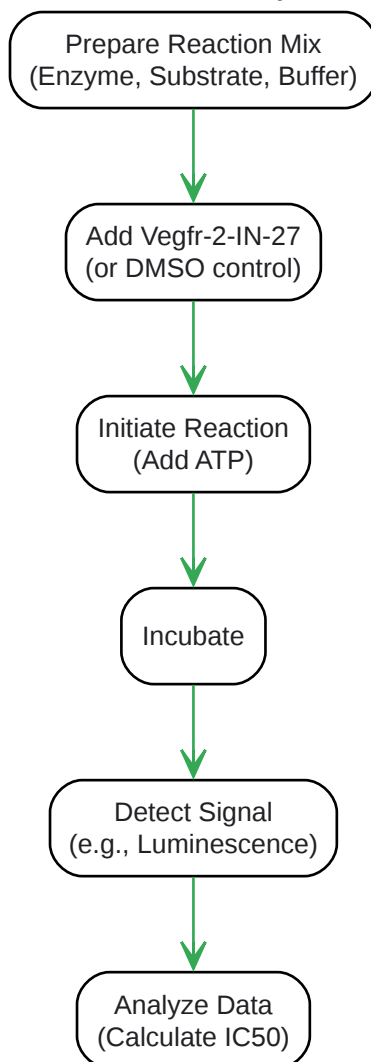 Prepare Reaction Mix
(Enzyme, Substrate, Buffer)
Add Vegfr-2-IN-27
(or DMSO control)
Initiate Reaction
(Add ATP)
Incubate
Detect Signal
(e.g., Luminescence)
Analyze Data
(Calculate IC50)